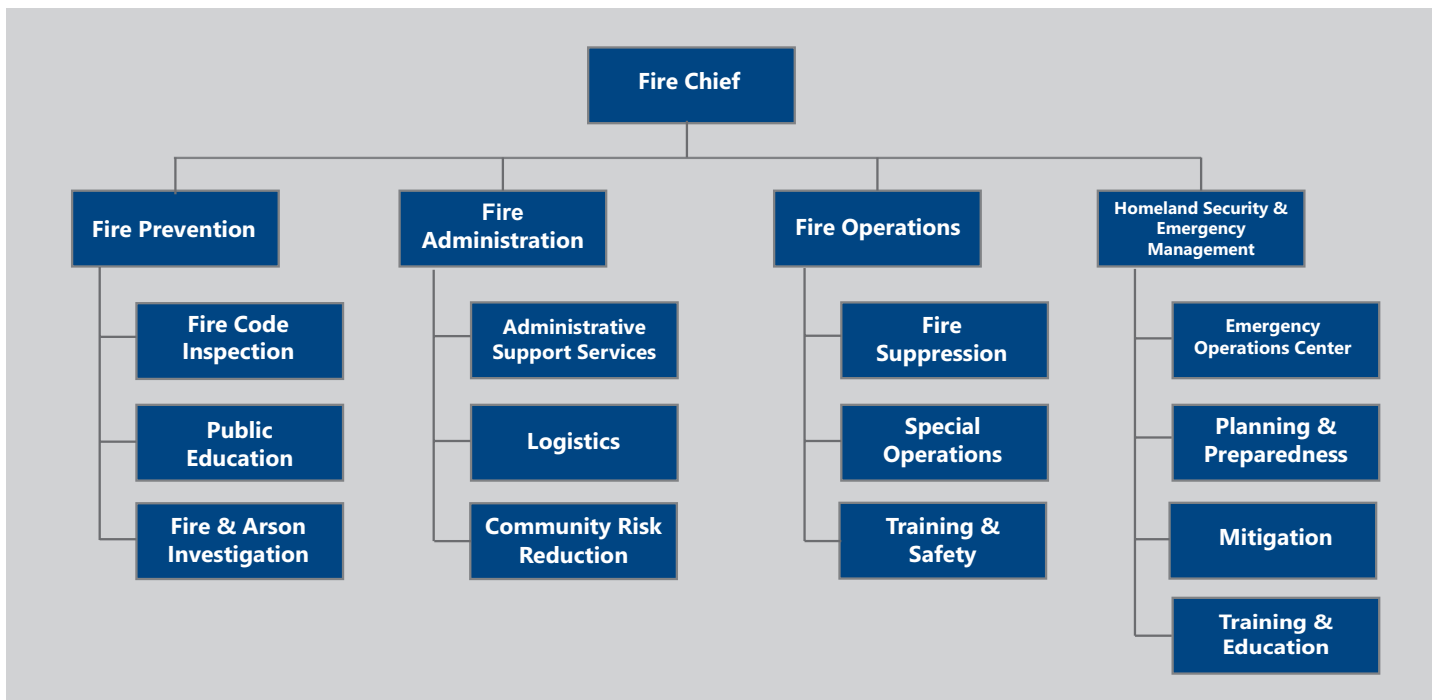 Fire Chief
Fire Prevention
Fire
Administration
Fire Operations
Homeland Security &
Emergency
Management
Fire Code
Inspection
Public
Education
Fire & Arson
Investigation
Administrative
Support Services
Logistics
Community Risk
Reduction
Fire
Suppression
Special
Operations
Training &
Safety
Emergency
Operations Center
Planning &
Preparedness
Mitigation
Training &
Education